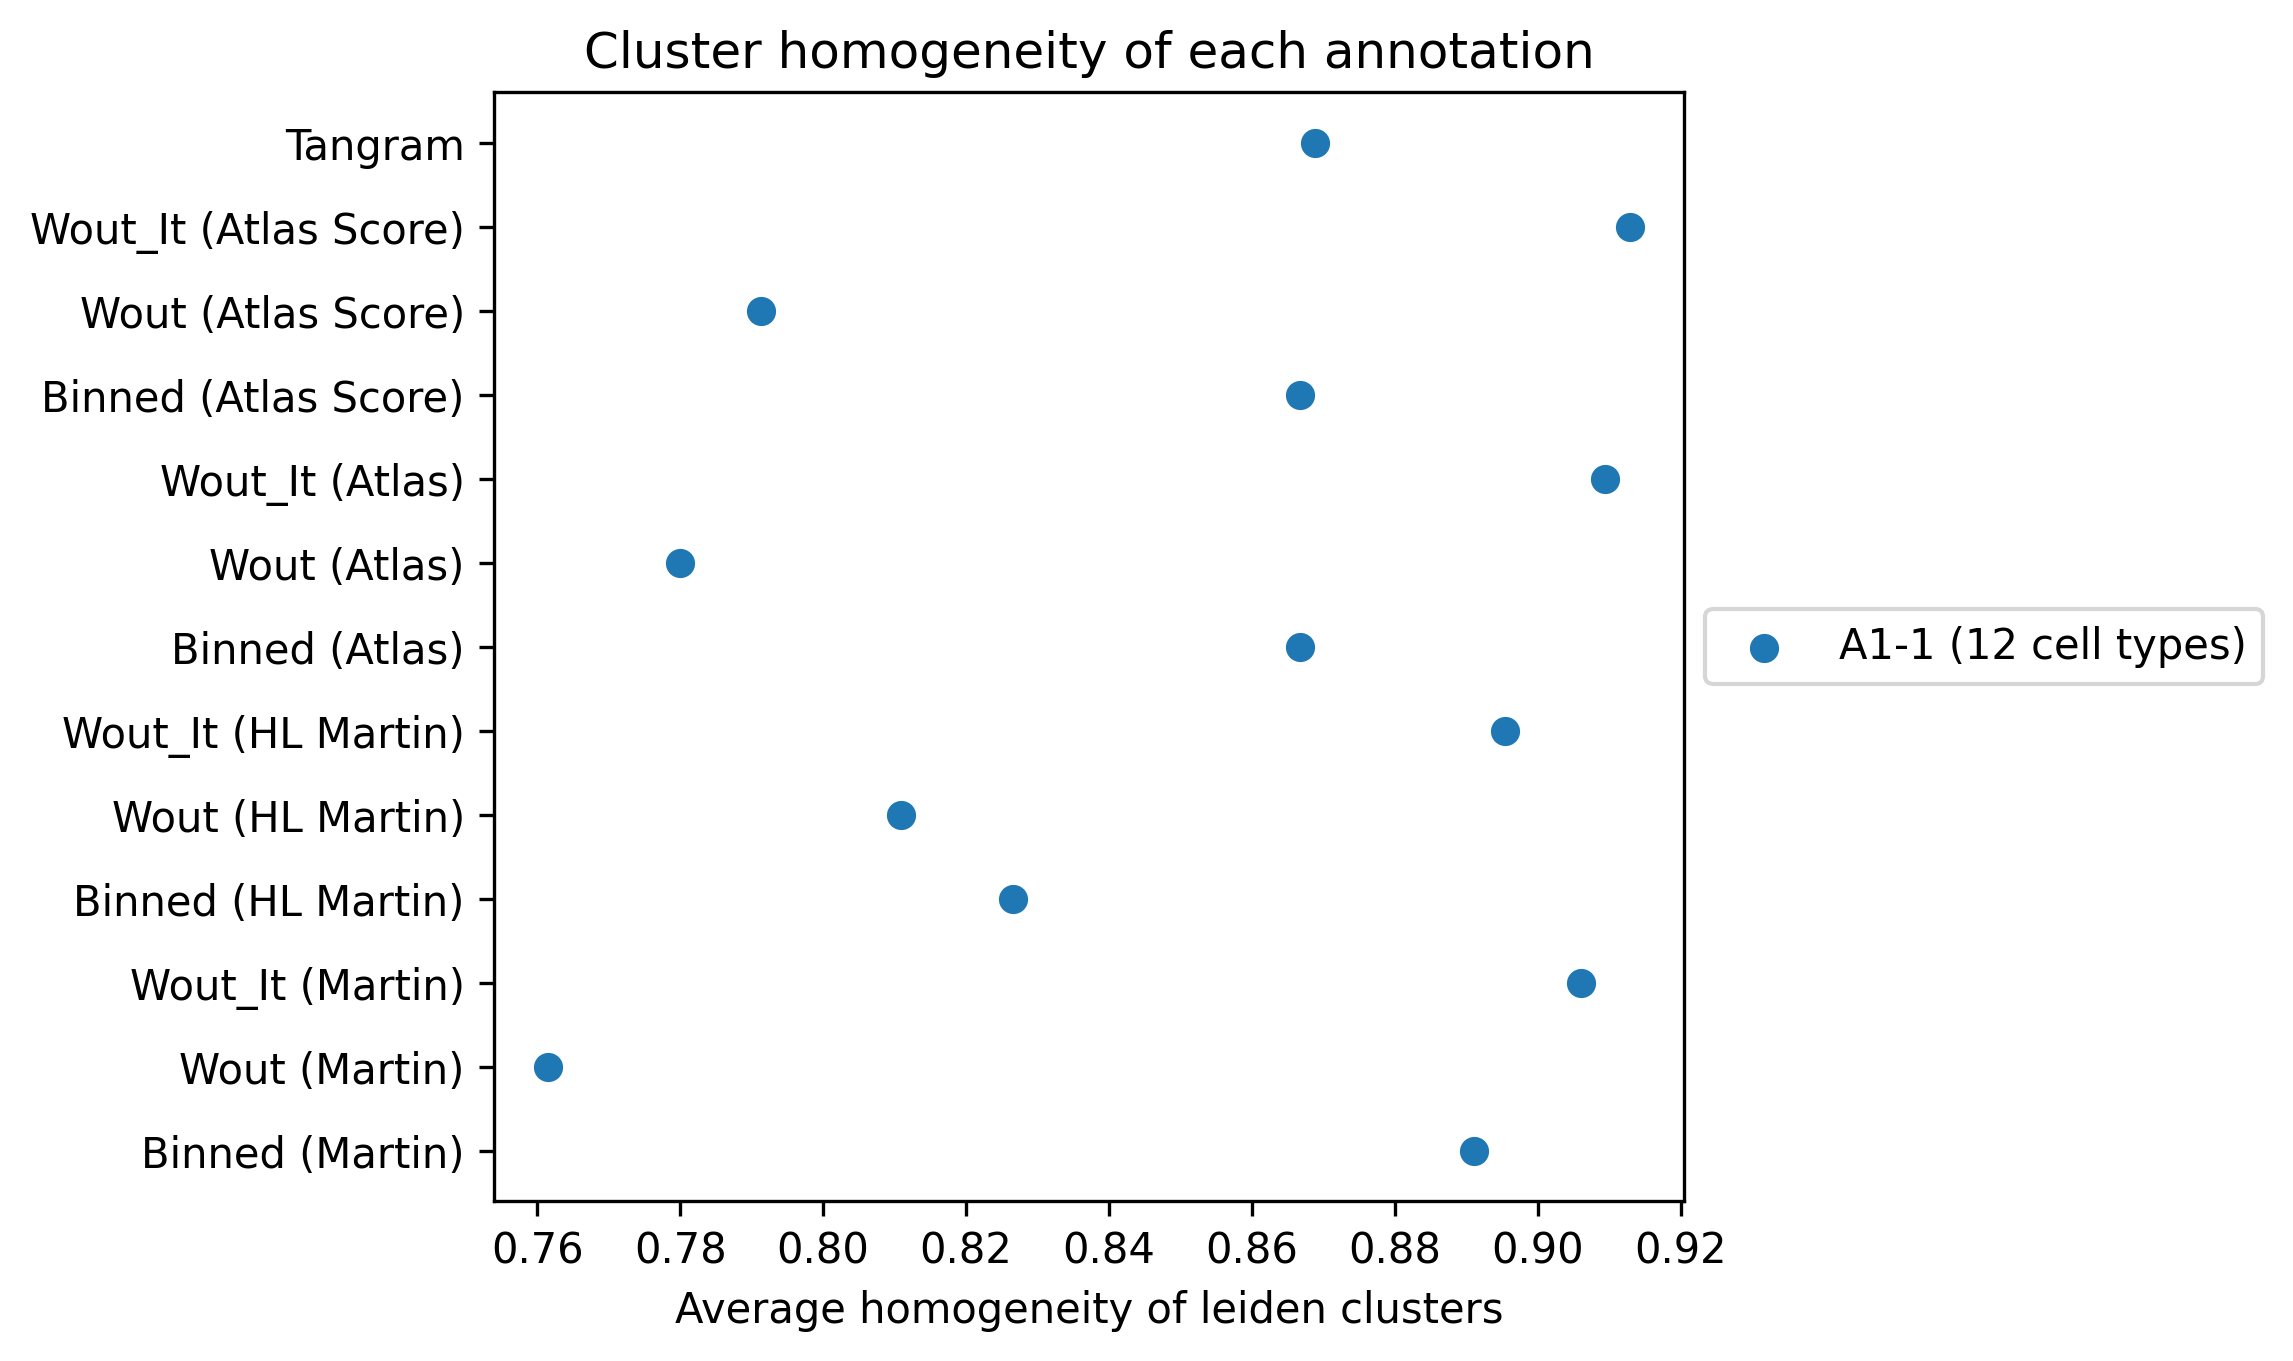 Cluster homogeneity of each annotation
Tangram
Wout_It (Atlas Score)
Wout (Atlas Score)
Binned (Atlas Score)
Wout_It (Atlas)
Wout (Atlas)
Binned (Atlas)
Wout_It (HL Martin)
Wout (HL Martin)
Binned (HL Martin)
Wout_It (Martin)
Wout (Martin)
Binned (Martin)
A1-1 (12 cell types)
0.76 0.78 0.80 0.82 0.84 0.86 0.88 0.90 0.92
Average homogeneity of leiden clusters